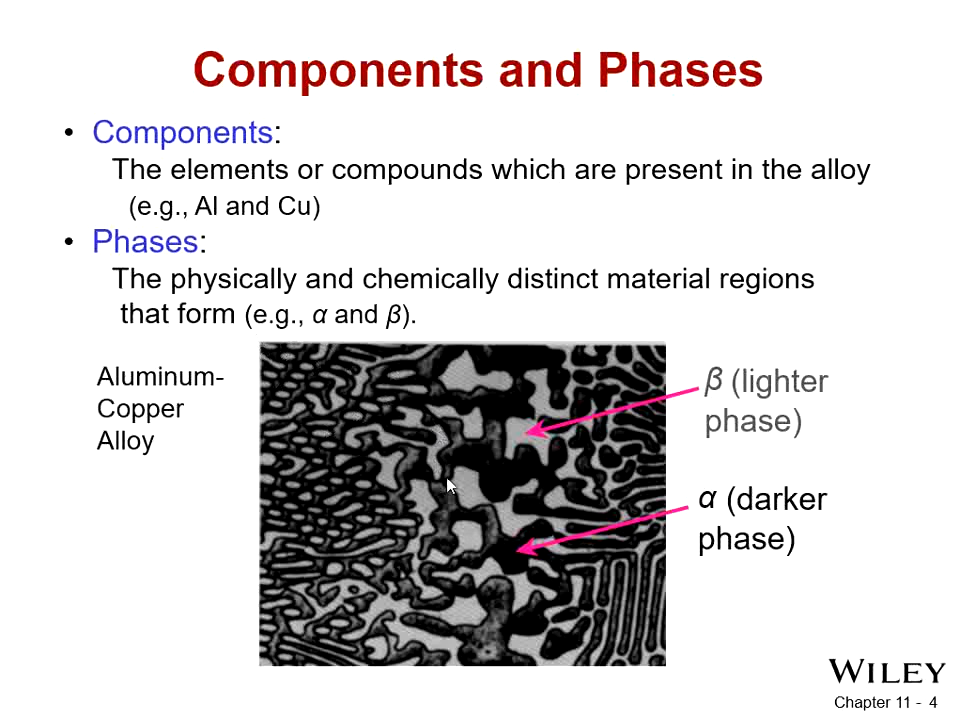 Components and Phases
• Components:
The elements or compounds which are present in the alloy
(e.g., Al and Cu)
• Phases:
The physically and chemically distinct material regions
that form (e.g., α and β).
Aluminum-
Copper
Alloy
β (lighter
phase)
α (darker
phase)
WILEY
Chapter 11 - 4